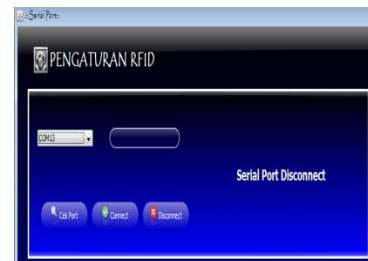 ..:Serial Port:..
PENGATURAN RFID
COM13
Serial Port Disconnect
Cek Port Connect Disconnect